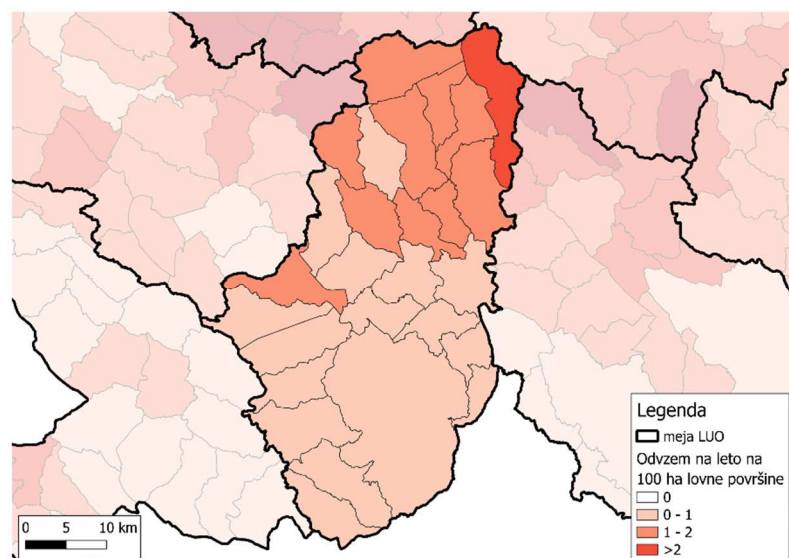 Legenda
meja LUO
Odvzem na leto na
100 ha lovne površine
0
0 - 1
1 - 2
>2
0 5 10 km